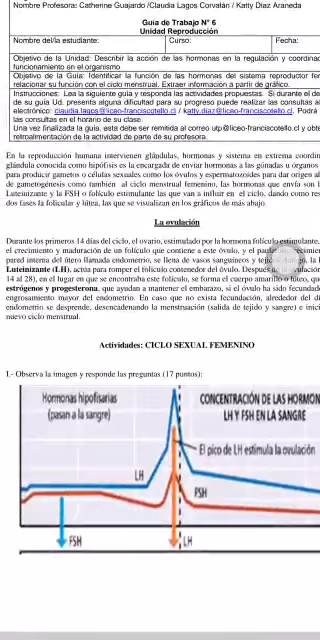 Nombre Profesora: Catherine Guajardo /Claudia Lagos Corvalán / Katty Díaz Araneda
Guía de Trabajo N° 6
Unidad Reproducción
Nombre del/la estudiante: Curso: Fecha:
Objetivo de la Unidad: Describir la acción de las hormonas en la regulación y coordinac
funcionamiento en el organismo
Objetivo de la Guía: Identificar la función de las hormonas del sistema reproductor fer
relacionar su función con el ciclo menstrual. Extraer información a partir de gráfico.
Instrucciones: Lea la siguiente guía y responda las actividades propuestas. Si durante el de
de su guía Ud. presenta alguna dificultad para su progreso puede realizar las consultas al
electrónico: claudia.lagos@liceo-franciscotello.cl / kattv.diaz@liceo-franciscotello.cl. Podrá
las consultas en el horario de su clase.
Una vez finalizada la guía, esta debe ser remitida al correo utp@liceo-franciscotello.cl y obte
retroalimentación de la actividad de parte de su profesora.
En la reproducción humana intervienen glándulas, hormonas y sistema en extrema coordin
glándula conocida como hipófisis es la encargada de enviar hormonas a las gónadas u órganos
para producir gametos o células sexuales como los óvulos y espermatozoides para dar origen al
de gametogénesis como también al ciclo menstrual femenino, las hormonas que envía son l
Luteinizante y la FSH o folículo estimulante las que van a influir en el ciclo, dando como res
dos fases la folicular y lútea, las que se visualizan en los gráficos de más abajo.
La ovulación
Durante los primeros 14 días del ciclo, el ovario, estimulado por la hormona folículo estimulante,
el crecimiento y maduración de un folículo que contiene a este óvulo, y el
pared interna del útero llamada endometrio, se llena de vasos sanguíneos y
Luteinizante (LH), actúa para romper el folículo contenedor del óvulo. Después
14 al 28), en el lugar en que se encontraba este folículo, se forma el cuerpo amarillo o lúteo, que
estrógenos y progesterona, que ayudan a mantener el embarazo, si el óvulo ha sido fecundad
engrosamiento mayor del endometrio. En caso que no exista fecundación, alrededor del dí
endometrio se desprende, desencadenando la menstruación (salida de tejido y sangre) e inici
nuevo ciclo menstrual.
Actividades: CICLO SEXUAL FEMENINO
I.- Observa la imagen y responde las preguntas (17 puntos):
Hormonas hipofisarias
(pasan a la sangre)
CONCENTRACIÓN DE LAS HORMON
LH Y FSH EN LA SANGRE
El pico de LH estimula la ovulación
LH
FSH
FSH
LH